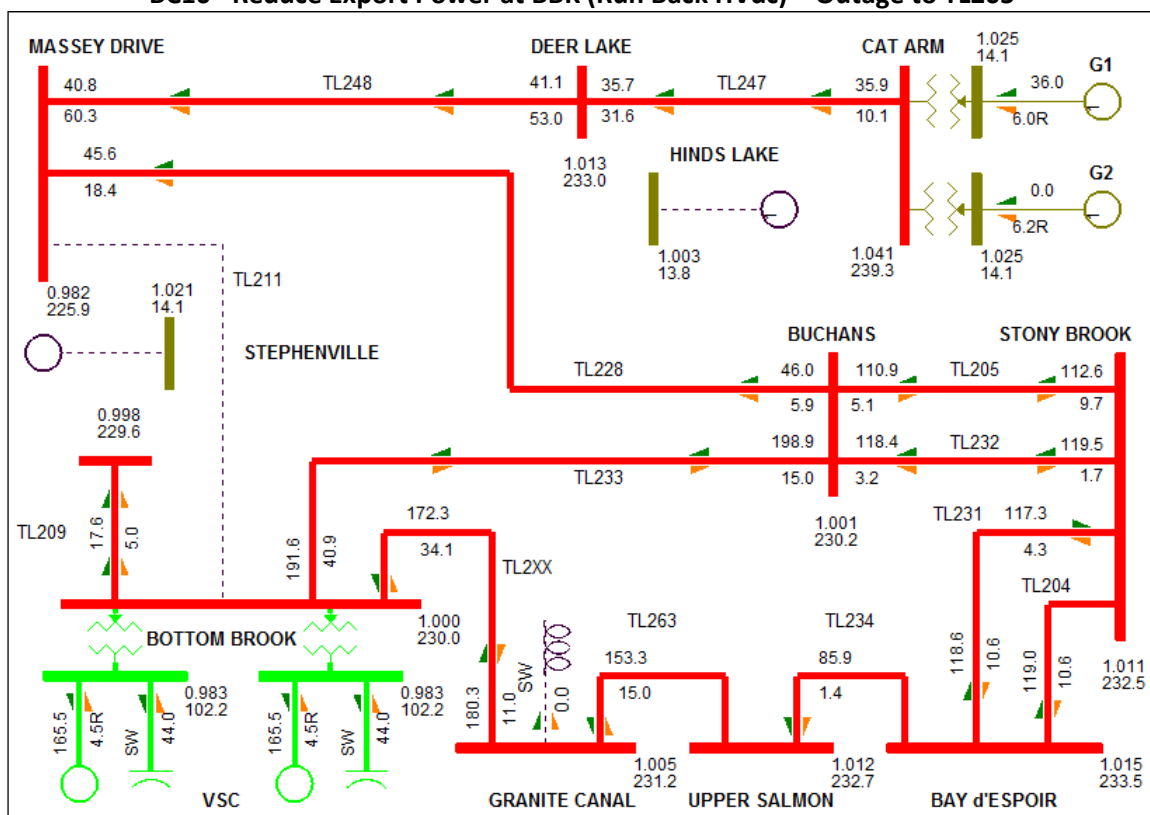 Reduce Export Power at BBK (Run Back HVdc) – Outage to
MASSEY DRIVE DEER LAKE CAT ARM
1.025
14.1
G1
40.8 TL248 41.1 35.7 TL247 35.9 36.0
60.3 53.0 31.6 10.1 6.0R
45.6
18.4
1.013
233.0
HINDS LAKE
G2
0.0
6.2R
1.003
13.8
1.041
239.3
1.025
14.1
TL211
0.982
225.9
1.021
14.1
STEPHENVILLE
BUCHANS STONY BROOK
TL228 46.0 110.9 TL205 112.6
5.9 5.1 9.7
0.998
229.6
198.9 118.4 TL232 119.5
TL233 15.0 3.2 1.7
TL209 17.6 5.0
191.6 40.9
172.3
34.1
TL2XX
1.001
230.2
TL231 117.3
4.3
TL204
BOTTOM BROOK
1.000
230.0
TL263 TL234
153.3 85.9
15.0 1.4
118.6 10.6
119.0 10.6
1.011
232.5
180.3 11.0 SW 0.0
0.983
102.2
0.983
102.2
165.5 4.5R SW 44.0
165.5 4.5R SW 44.0
1.005
231.2
1.012
232.7
1.015
233.5
VSC GRANITE CANAL UPPER SALMON BAY d'ESPOIR